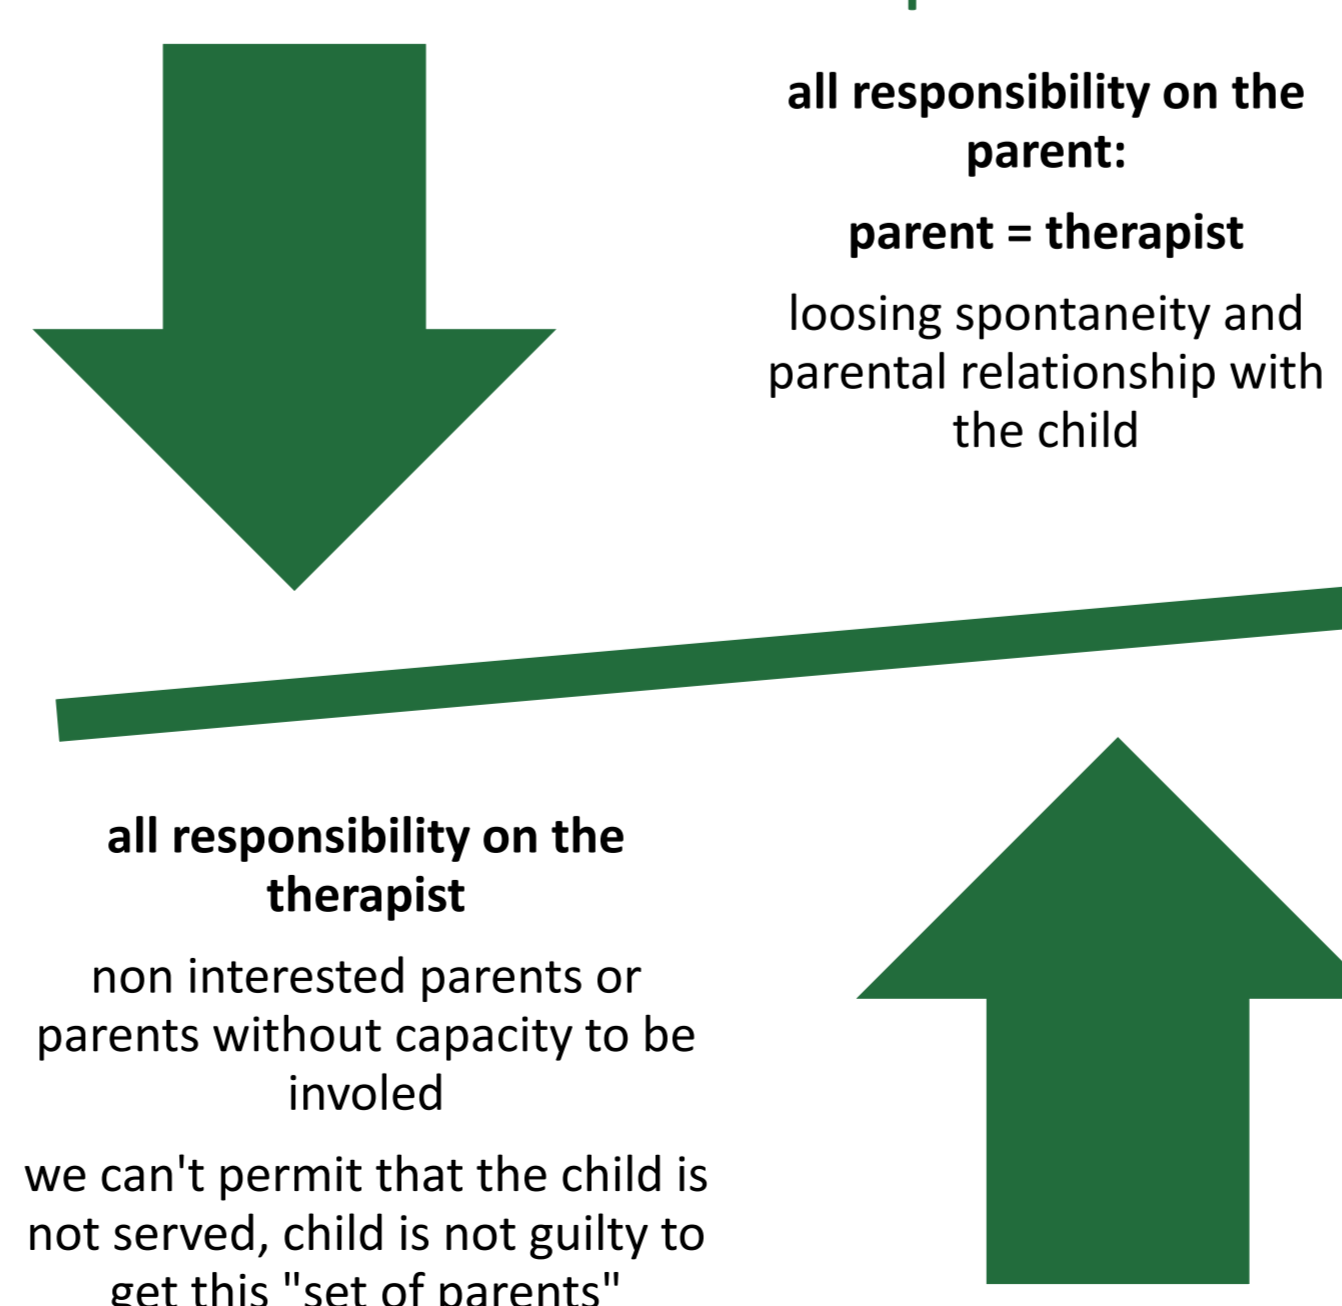 all responsibility on the
parent:
parent = therapist
loosing spontaneity and
parental relationship with
the child
all responsibility on the
therapist
non interested parents or
parents without capacity to be
involed
we can't permit that the child is
not served, child is not guilty to
get this "set of parents"